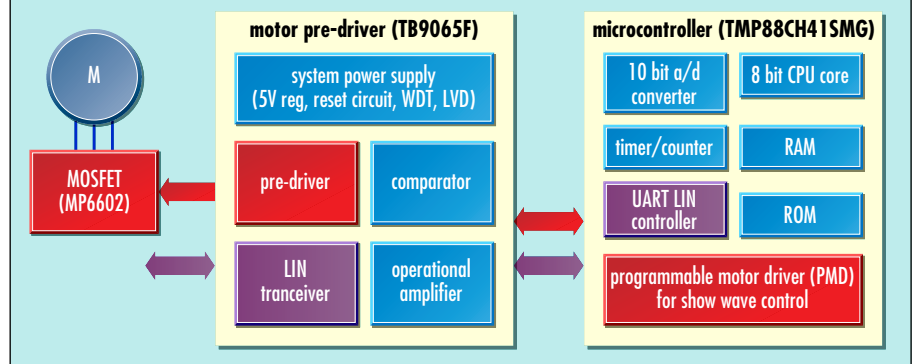 motor pre-driver (TB9065F)
microcontroller (TMP88CH41SMG)
M
MOSFET
(MP6602)
system power supply
(5V reg, reset circuit, WDT, LVD)
pre-driver
comparator
LIN
tranceiver
operational
amplifier
10 bit a/d
converter
8 bit CPU core
timer/counter
RAM
UART LIN
controller
ROM
programmable motor driver (PMD)
for show wave control